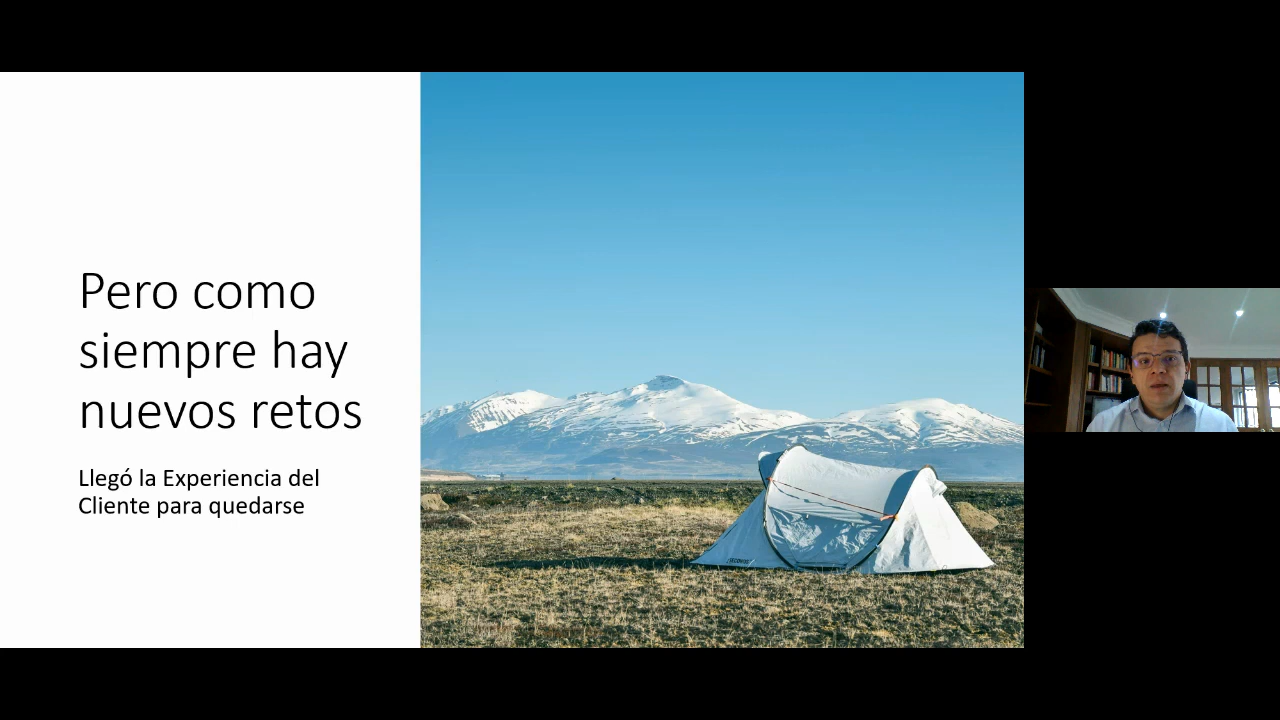 Pero como
siempre hay
nuevos retos
Llegó la Experiencia del
Cliente para quedarse